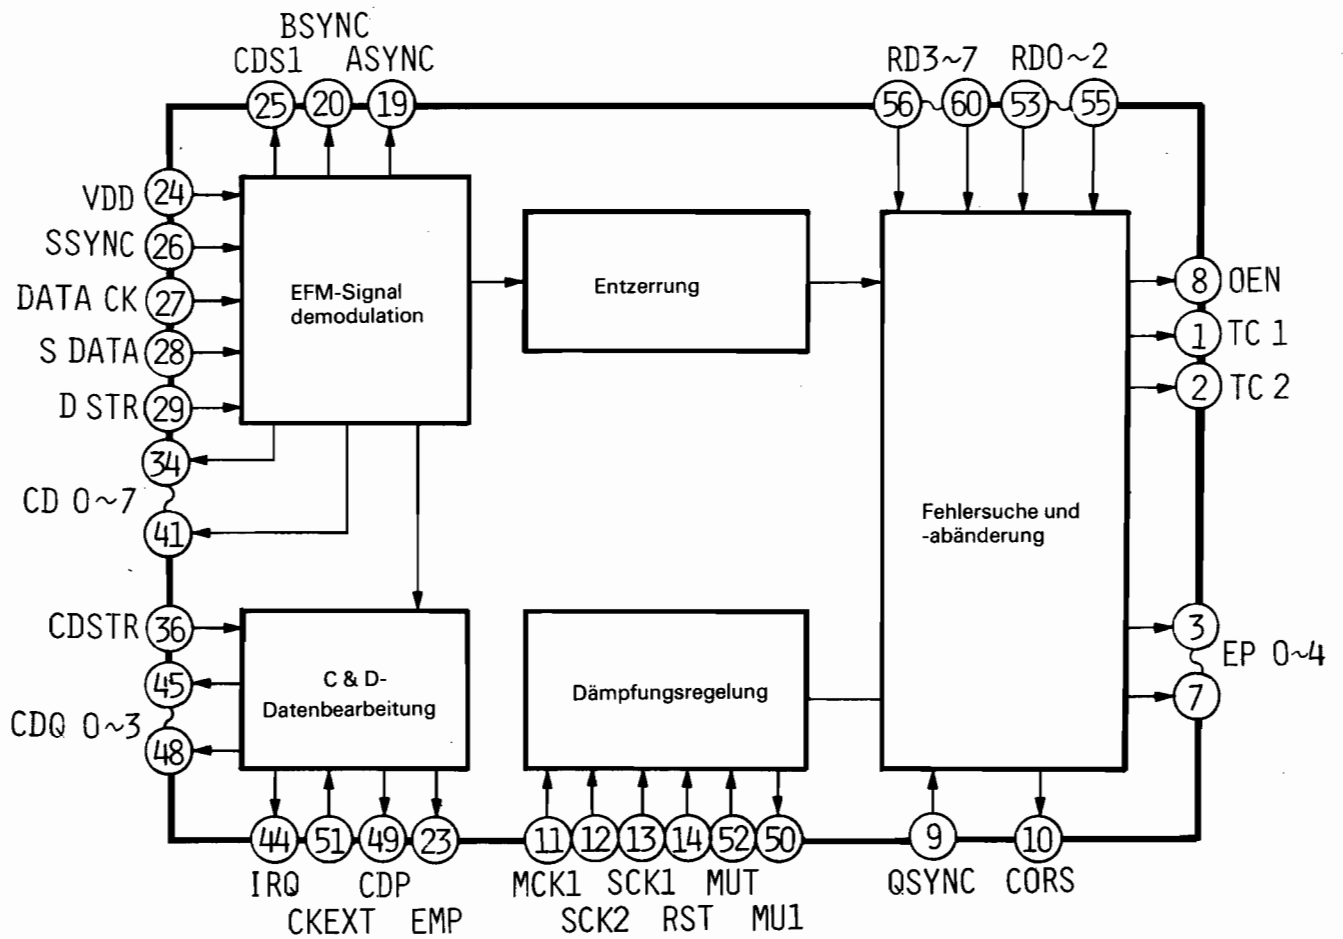 BSYNC
CDS1 ASYNC
RD3~7 RD0~2
25 20 19 56 60 53 55
VDD 24
SSYNC 26
DATA CK 27
S DATA 28
D STR 29
34
CD 0~7
41
EFM-Signal
demodulation
Entzerrung
8 OEN
1 TC 1
2 TC 2
Fehlersuche und
-abänderung
CDSTR 36
45
CDQ 0~3
48
C & D-
Datenbearbeitung
Dämpfungsregelung
3
EP 0~4
7
44 51 49 23 11 12 13 14 52 50 9 10
IRQ CDP MCK1 SCK1 MUT QSYNC CORS
CKEXT EMP SCK2 RST MU1